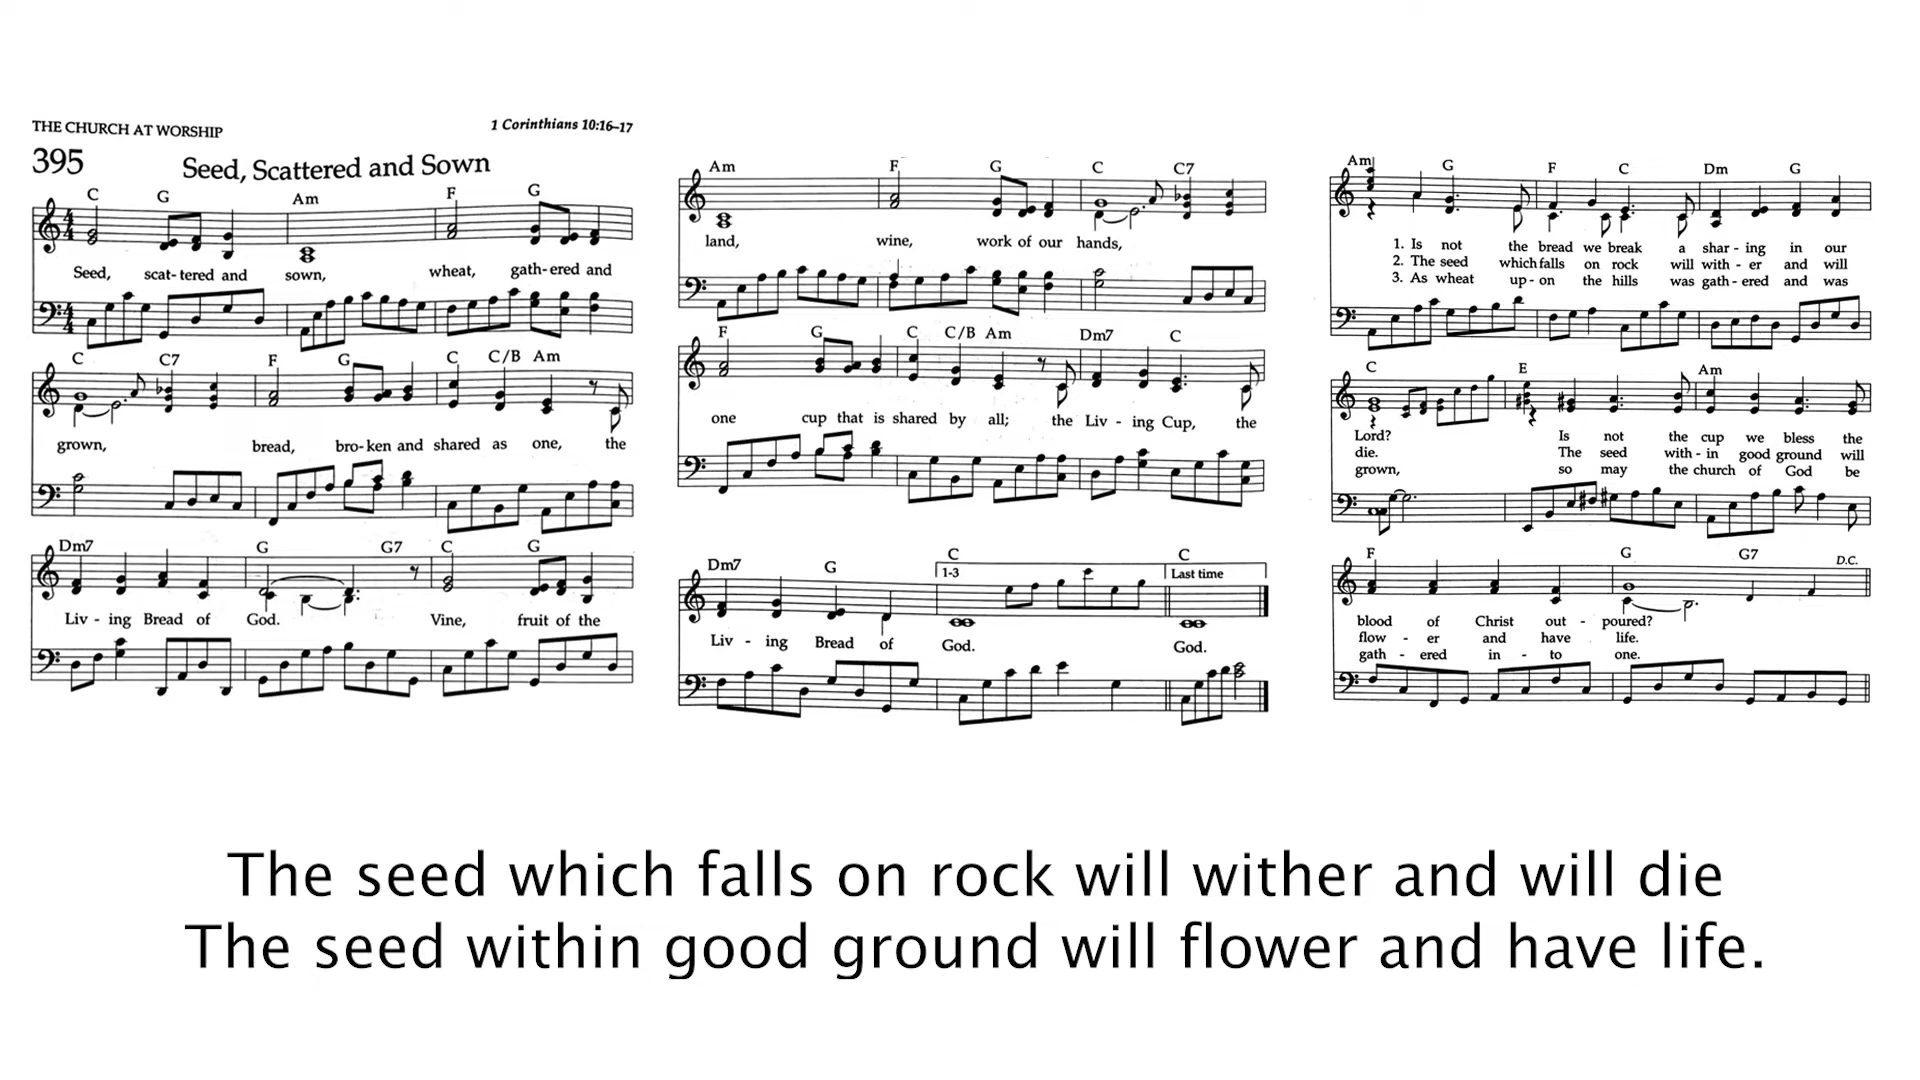 THE CHURCH AT WORSHIP
1 Corinthians 10:16–17
395
Seed, Scattered and Sown
C G Am F G
4 4
Seed, scat-tered and sown, wheat, gath-ered and
4 4
C C7 F G C C/B Am
grown, bread, bro-ken and shared as one, the
Dm7 G G7 C G
Liv - ing Bread of God. Vine, fruit of the
Am F G C C7
land, wine, work of our hands,
F G C C/B Am Dm7 C
one cup that is shared by all; the Liv - ing Cup, the
Dm7 G C C
1-3 Last time
Liv - ing Bread of God. God.
Am G F C Dm G
1. Is not the bread we break a shar - ing in our
2. The seed which falls on rock will with - er and will
3. As wheat up - on the hills was gath - ered and was
C E Am
Lord? Is not the cup we bless the
die. The seed with - in good ground will
grown, so may the church of God be
F G G7 D.C.
blood of Christ out - poured?
flow - er and have life.
gath - ered in - to one.
The seed which falls on rock will wither and will die
The seed within good ground will flower and have life.